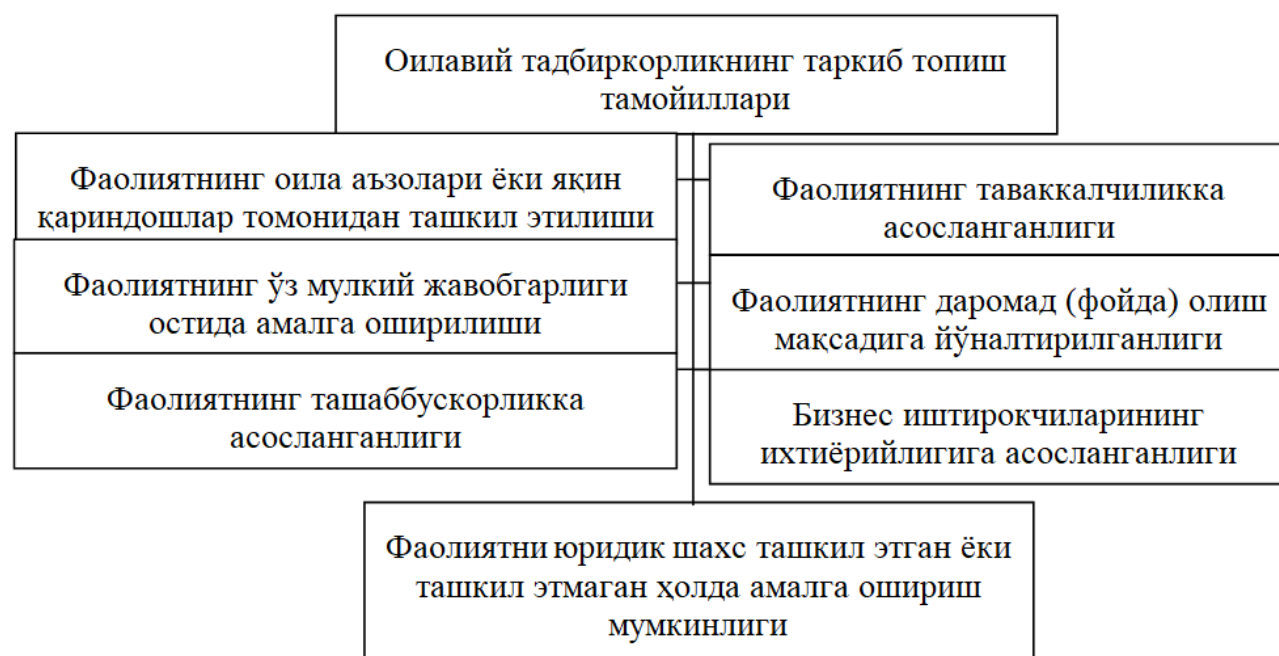 Оилавий тадбиркорликнинг таркиб топиш
тамойиллари
Фаолиятнинг оила аъзолари ёки яқин
қариндошлар томонидан ташкил этилиши
Фаолиятнинг таваккалчиликка
асосланганлиги
Фаолиятнинг ўз мулкий жавобгарлиги
остида амалга оширилиши
Фаолиятнинг даромад (фойда) олиш
мақсадига йўналтирилганлиги
Фаолиятнинг ташаббускорликка
асосланганлиги
Бизнес иштирокчиларининг
ихтиёрийлигига асосланганлиги
Фаолиятни юридик шахс ташкил этган ёки
ташкил этмаган ҳолда амалга ошириш
мумкинлиги